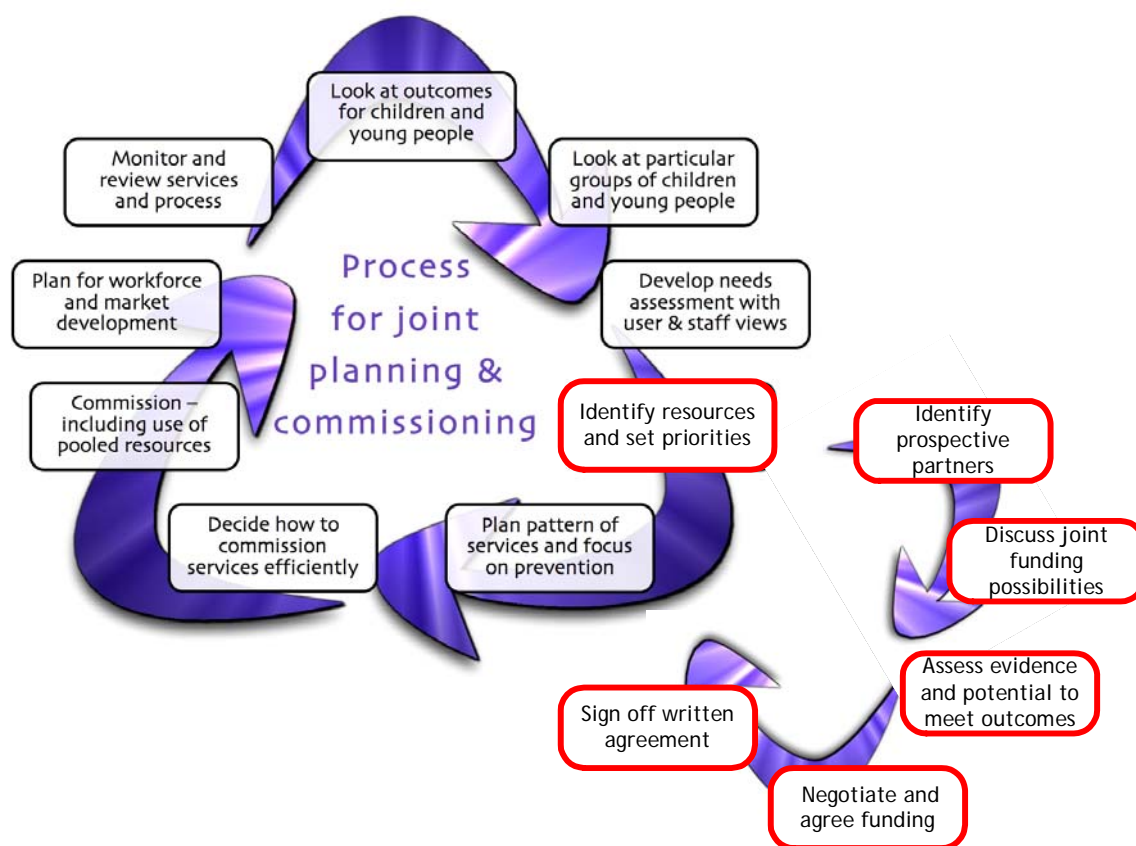 Look at outcomes
for children and
young people
Monitor and
review services
and process
Look at particular
groups of children
and young people
Process
for joint
planning &
commissioning
Plan for workforce
and market
development
Develop needs
assessment with
user & staff views
Commission –
including use of
pooled resources
Identify resources
and set priorities
Identify
prospective
partners
Decide how to
commission
services efficiently
Plan pattern of
services and focus
on prevention
Discuss joint
funding
possibilities
Assess evidence
and potential to
meet outcomes
Sign off written
agreement
Negotiate and
agree funding